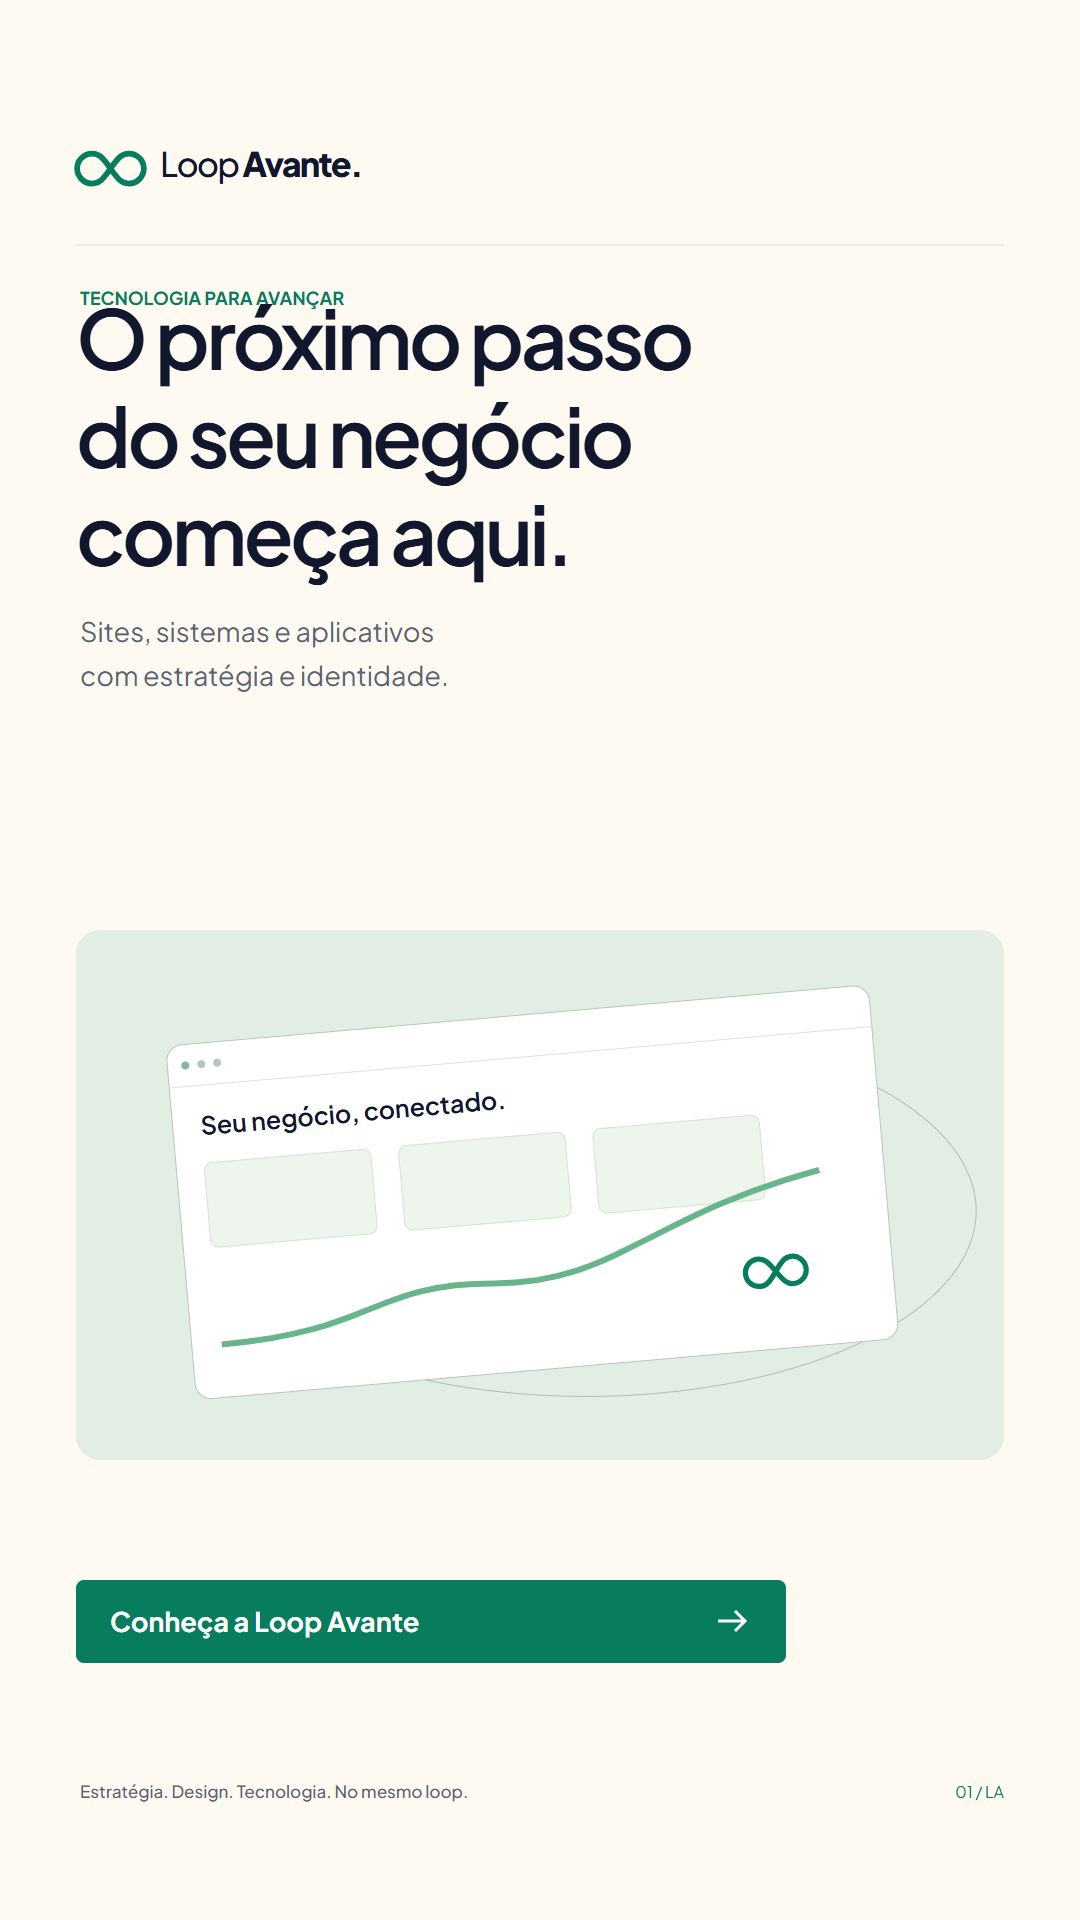 Loop Avante.
TECNOLOGIA PARA AVANÇAR
O próximo passo
do seu negócio
começa aqui.
Sites, sistemas e aplicativos
com estratégia e identidade.
Seu negócio, conectado.
Conheça a Loop Avante
Estratégia. Design. Tecnologia. No mesmo loop.
01 / LA